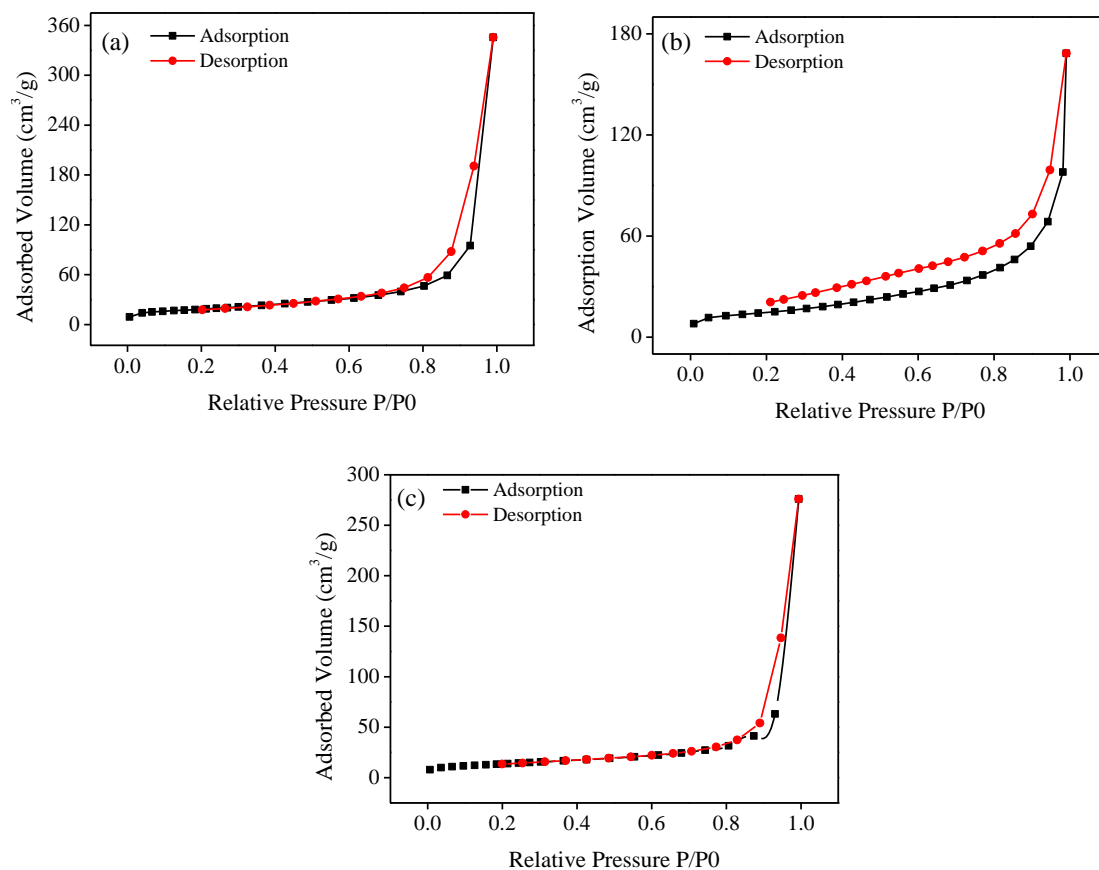 (a)
Adsorption
Desorption
360
300
240
180
120
60
0
Adsorbed Volume (cm³/g)
0.0 0.2 0.4 0.6 0.8 1.0
Relative Pressure P/P0
(b)
Adsorption
Desorption
180
120
60
0
Adsorption Volume (cm³/g)
0.0 0.2 0.4 0.6 0.8 1.0
Relative Pressure P/P0
(c)
Adsorption
Desorption
300
250
200
150
100
50
0
Adsorbed Volume (cm³/g)
0.0 0.2 0.4 0.6 0.8 1.0
Relative Pressure P/P0